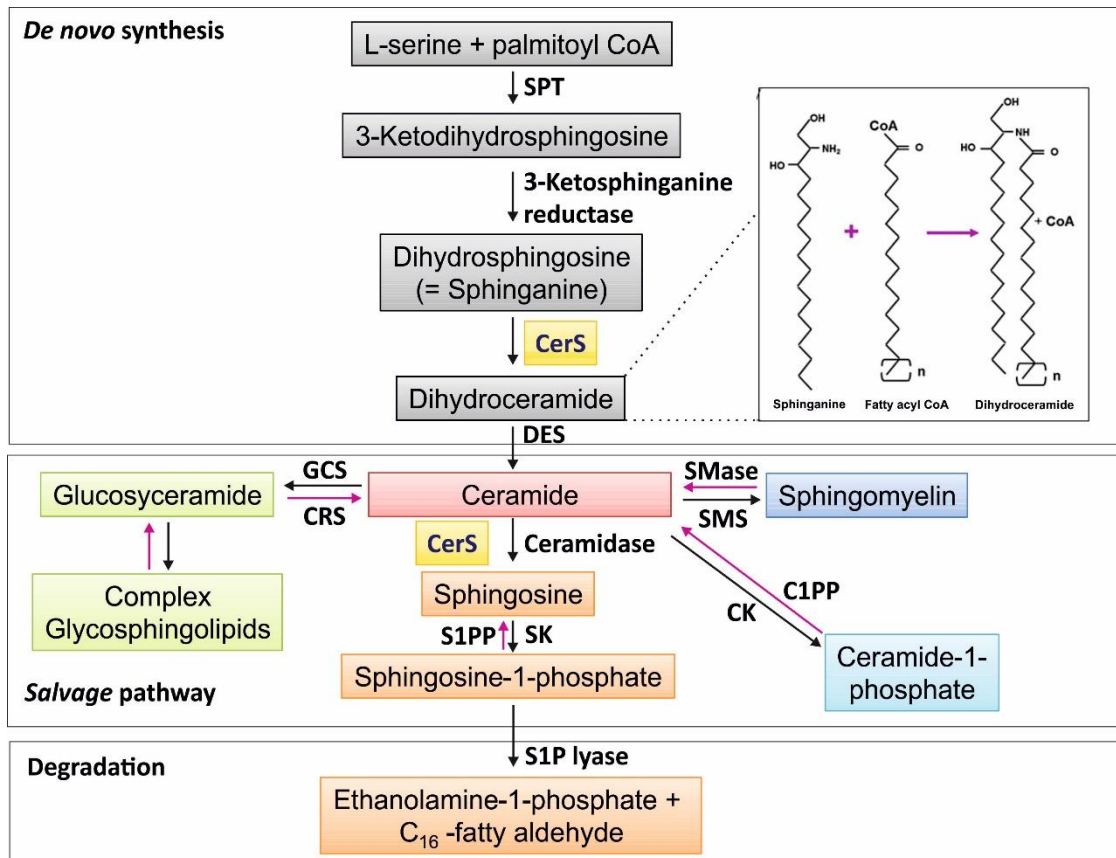 De novo synthesis
L-serine + palmitoyl CoA
SPT
3-Ketodihydrosphingosine
3-Ketosphinganine
reductase
Dihydrosphingosine
(= Sphinganine)
CerS
Dihydroceramide
DES
OH
NH₂
HO
CoA
O
+
n
OH
NH
HO
O
+ CoA
n
Sphinganine
Fatty acyl CoA
Dihydroceramide
GCS
Glucosyceramide
CRS
Ceramide
SMase
SMS
Sphingomyelin
CerS
Ceramidase
Complex
Glycosphingolipids
Sphingosine
S1PP
SK
Sphingosine-1-phosphate
C1PP
CK
Ceramide-1-
phosphate
Salvage pathway
Degradation
S1P lyase
Ethanolamine-1-phosphate +
C₁₆ -fatty aldehyde